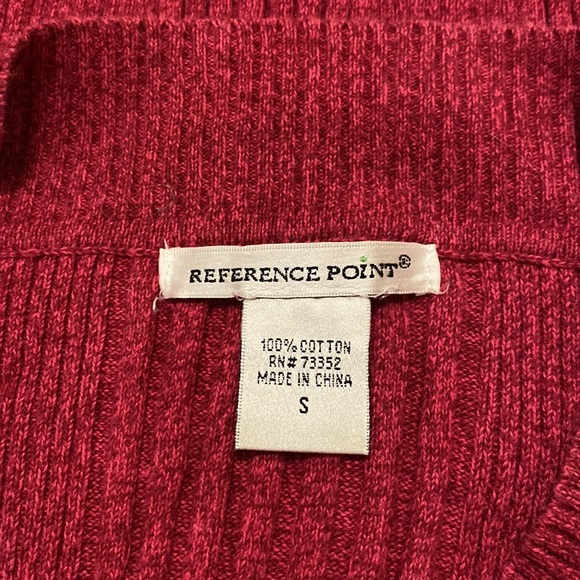 REFERENCE POINT®
100% COTTON
RN# 73352
MADE IN CHINA
S